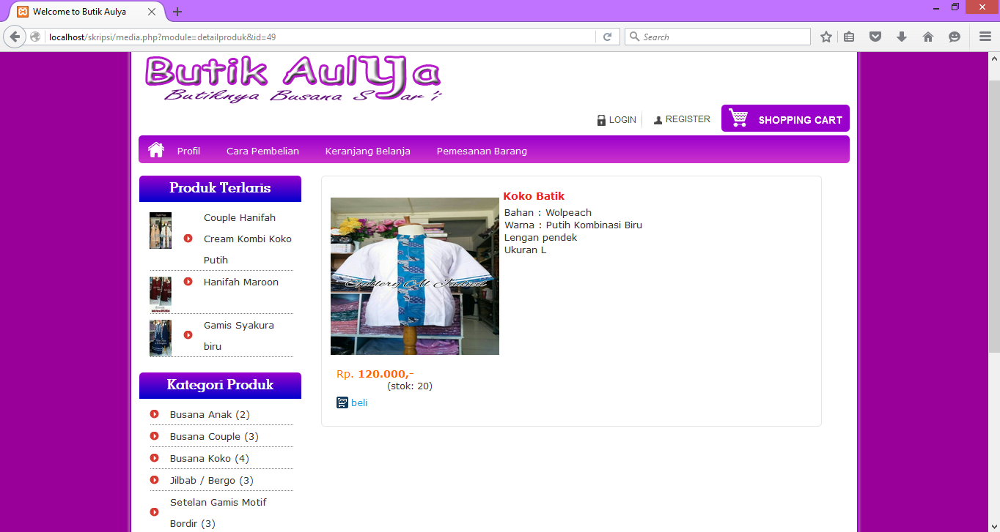 Welcome to Butik Aulya
localhost/skripsi/media.php?module=detailproduk&id=49
Search
Butik Aulya
Butiknya Busana S ar'i
LOGIN
REGISTER
SHOPPING CART
Profil
Cara Pembelian
Keranjang Belanja
Pemesanan Barang
Produk Terlaris
Couple Hanifah
Cream Kombi Koko
Putih
Hanifah Maroon
Gamis Syakura
biru
Kategori Produk
Busana Anak (2)
Busana Couple (3)
Busana Koko (4)
Jilbab / Bergo (3)
Setelan Gamis Motif
Bordir (3)
Koko Batik
Bahan : Wolpeach
Warna : Putih Kombinasi Biru
Lengan pendek
Ukuran L
Rp. 120.000,-
(stok: 20)
beli